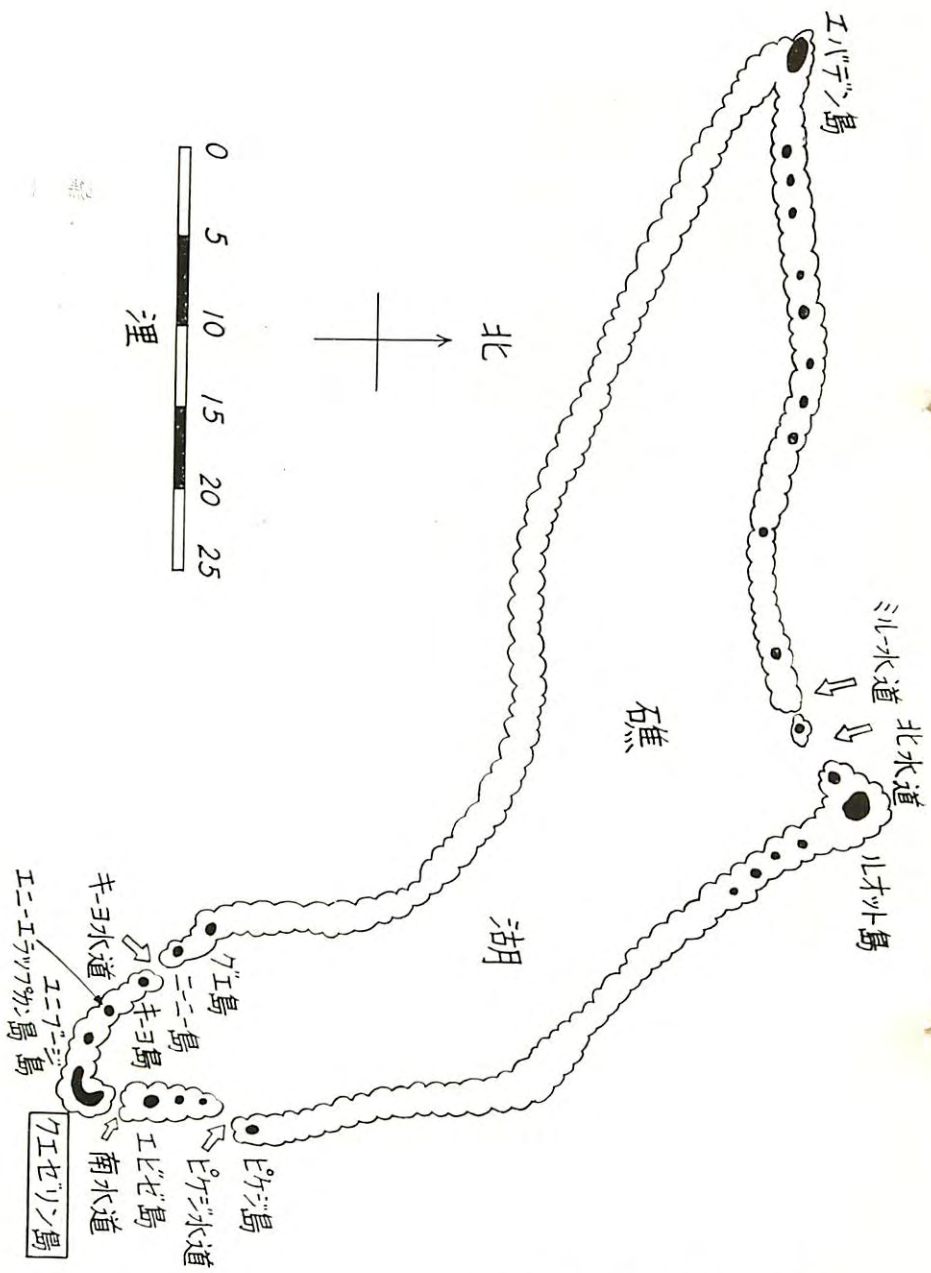 エバデン島
ミルー水道
北水道
ルオット島
北
礁
湖
0 5 10 15 20 25
浬
グエ島
ニニー島
キーヨ水道
キーヨ島
エニーエラップカン島
エニブージ島
クエゼリン島
南水道
エビゼ島
ピケジ水道
ピケジ島